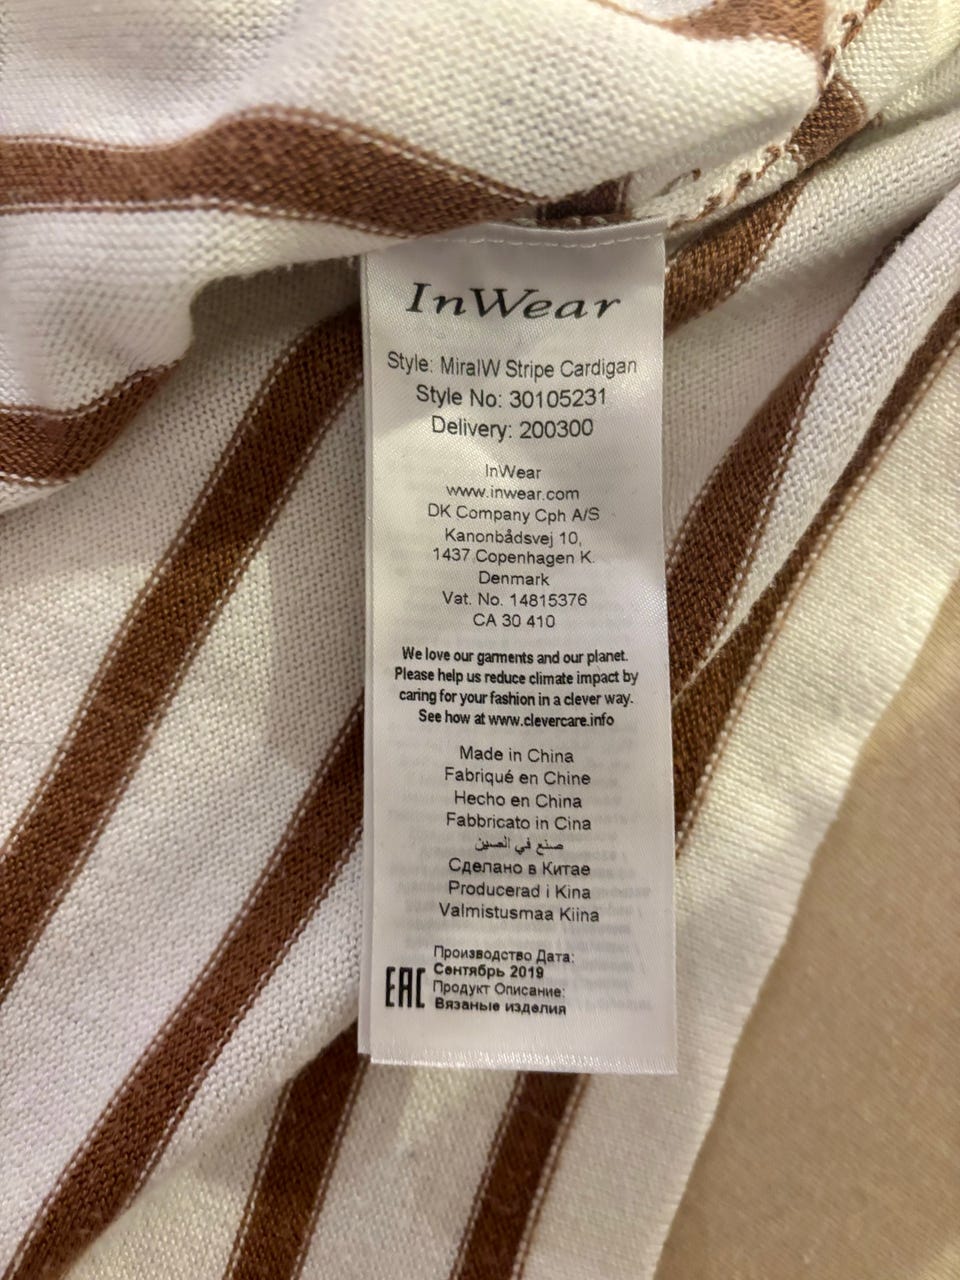 InWear
Style: MiraIW Stripe Cardigan
Style No: 30105231
Delivery: 200300
InWear
www.inwear.com
DK Company Cph A/S
Kanonbådsvej 10,
1437 Copenhagen K.
Denmark
Vat. No. 14815376
CA 30 410
We love our garments and our planet.
Please help us reduce climate impact by
caring for your fashion in a clever way.
See how at www.clevercare.info
Made in China
Fabriqué en Chine
Hecho en China
Fabbricato in Cina
صنع في الصين
Сделано в Китае
Producerad i Kina
Valmistusmaa Kiina
Производство Дата:
Сентябрь 2019
EAC Продукт Описание:
Вязаные изделия